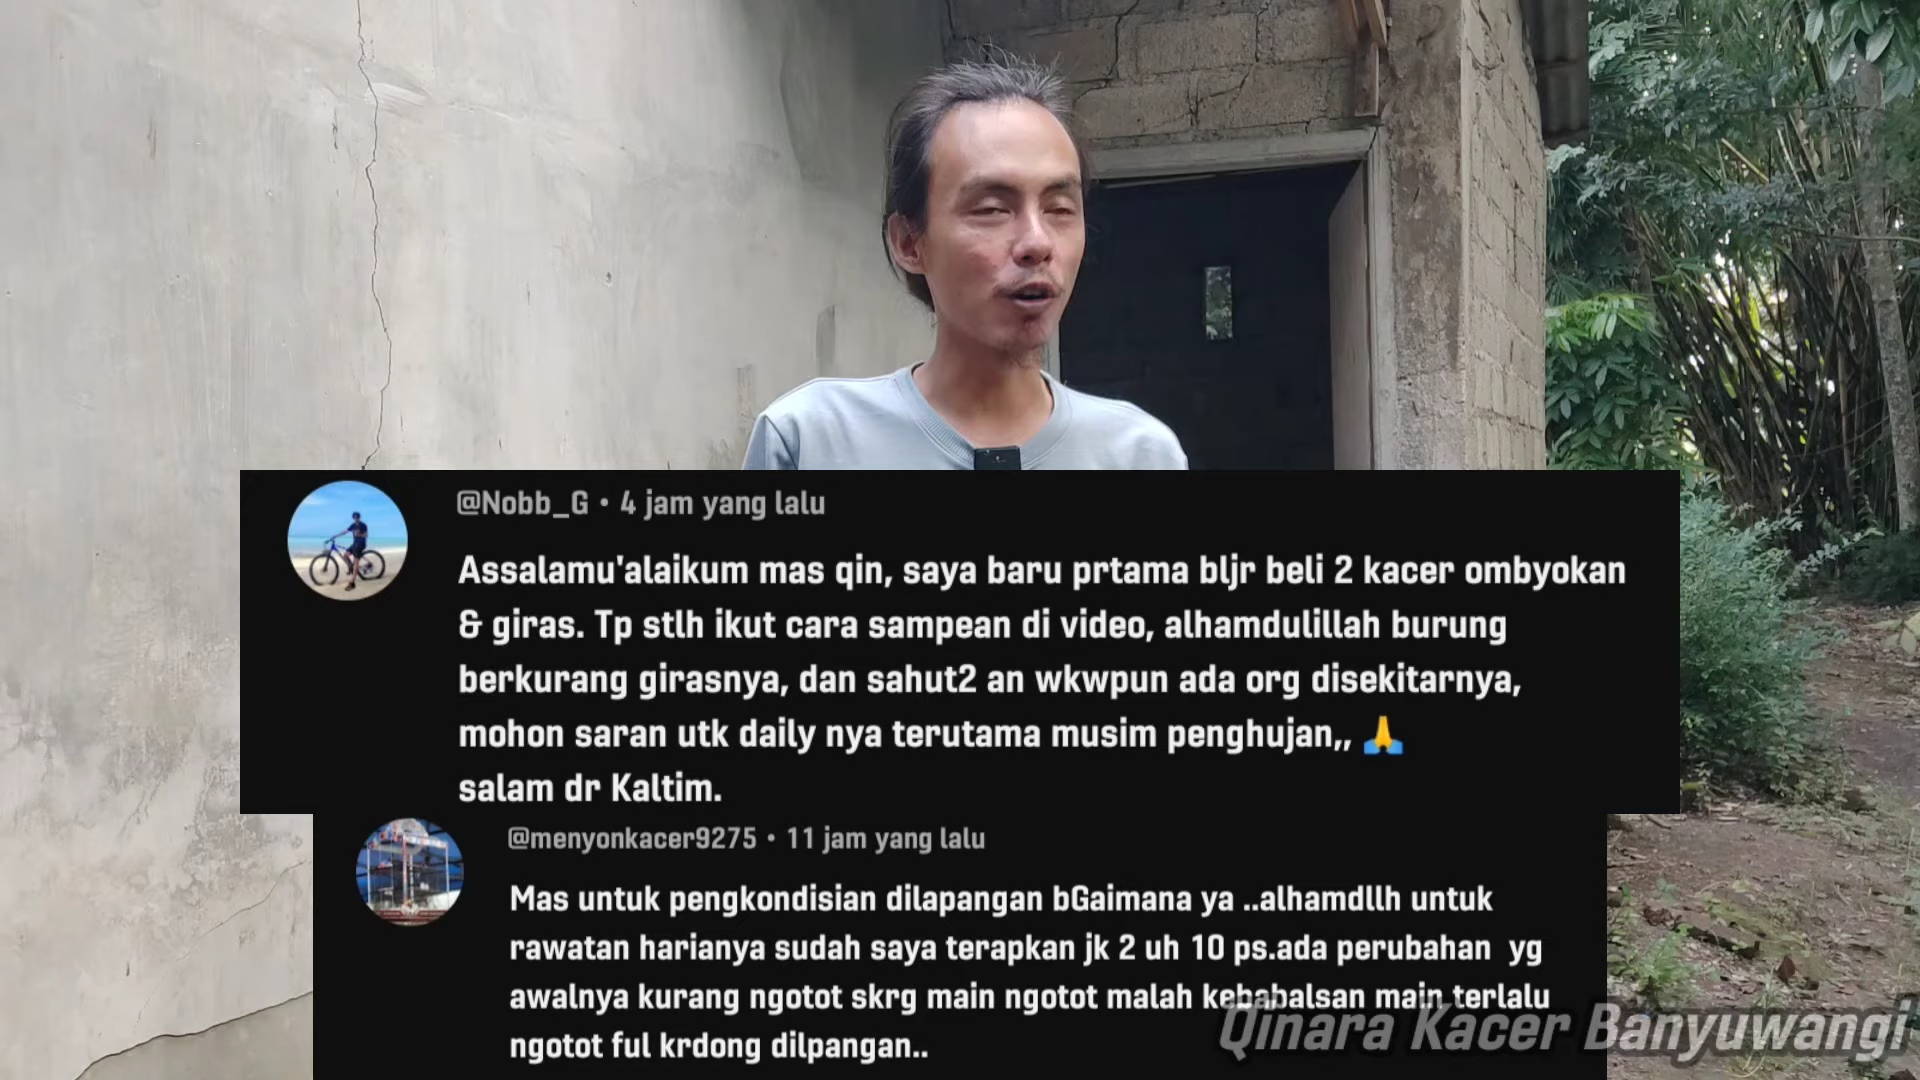 @Nobb_G • 4 jam yang lalu
Assalamu'alaikum mas qin, saya baru prtama bljr beli 2 kacer ombyokan
& giras. Tp stlh ikut cara sampean di video, alhamdulillah burung
berkurang girasnya, dan sahut2 an wkwpun ada org disekitarnya,
mohon saran utk daily nya terutama musim penghujan,, 🙏
salam dr Kaltim.
@menyonkacer9275 • 11 jam yang lalu
Mas untuk pengkondisian dilapangan bGaimana ya ..alhamdllh untuk
rawatan harianya sudah saya terapkan jk 2 uh 10 ps.ada perubahan yg
awalnya kurang ngotot skrg main ngotot malah kebabalsan main terlalu
ngotot ful krdong dilpangan..
Qinara Kacer Banyuwangi